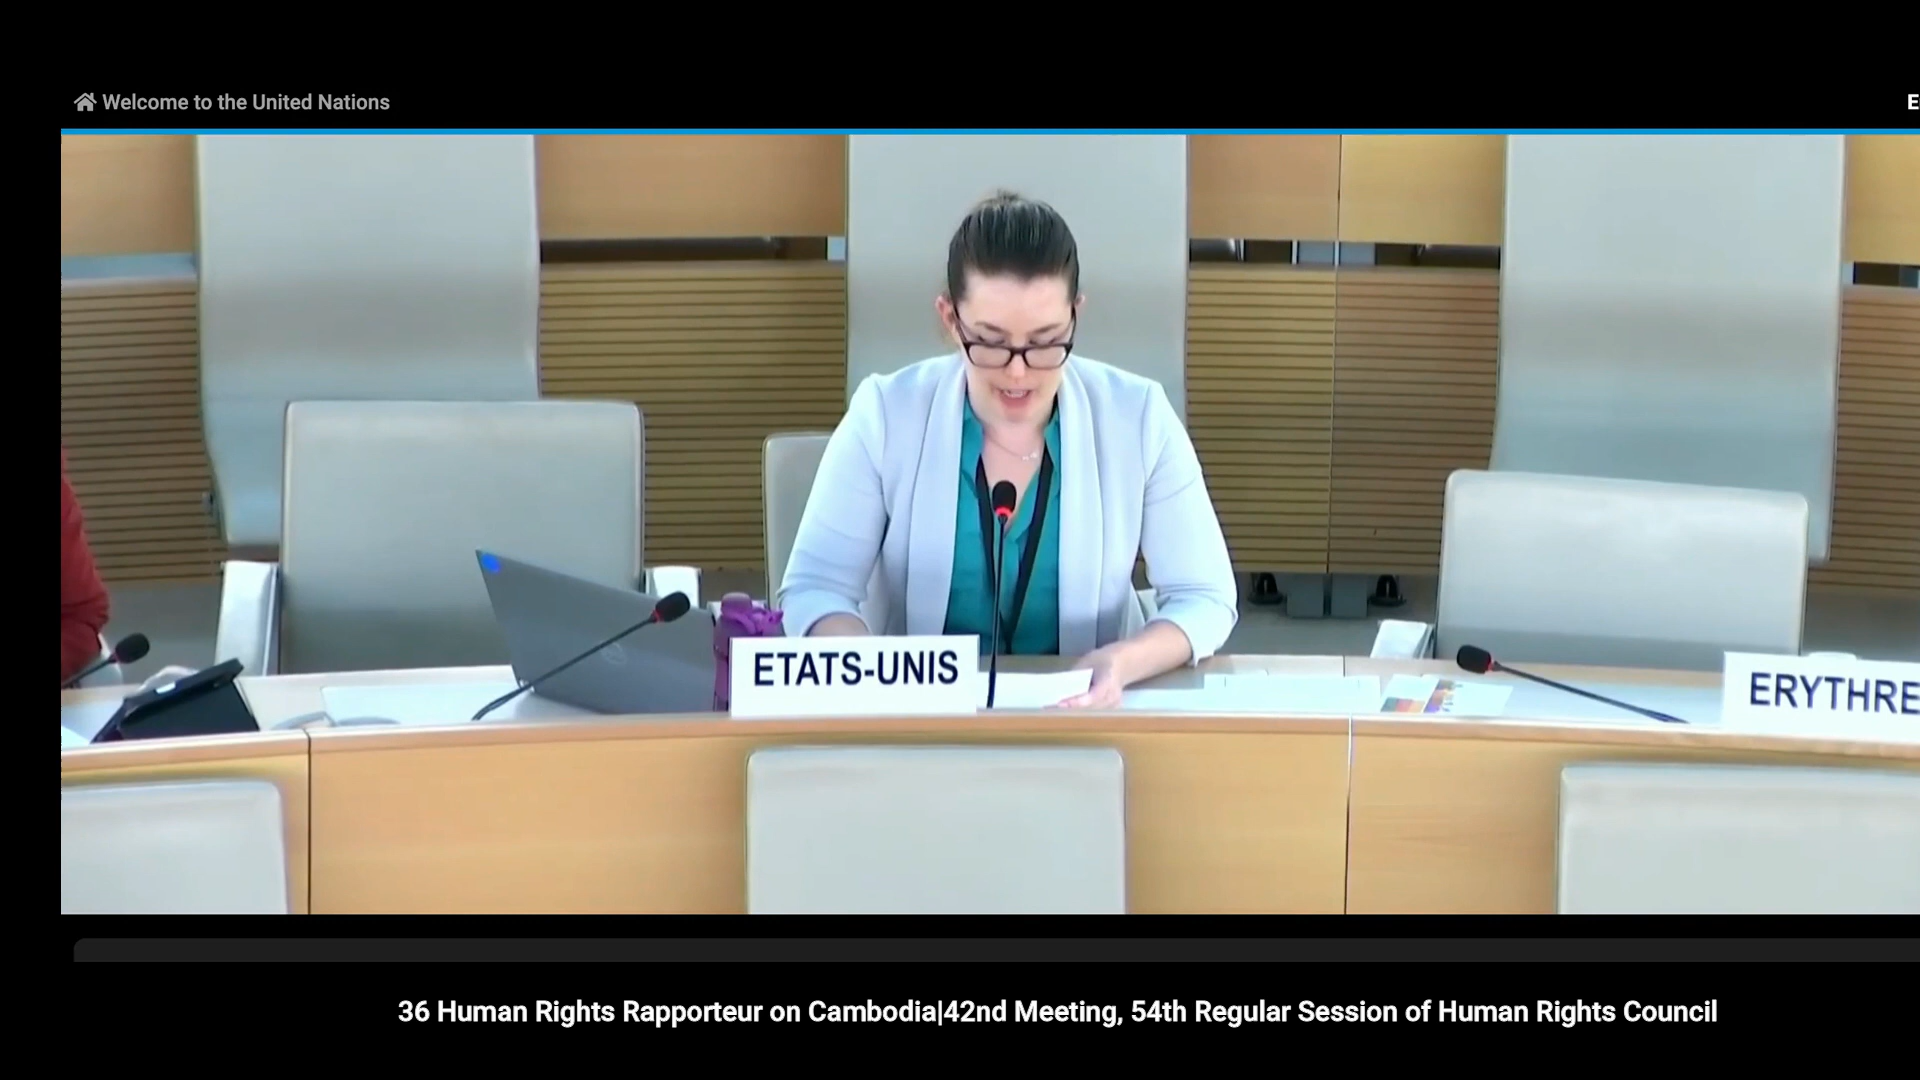 Welcome to the United Nations
E
ETATS-UNIS
ERYTHRE
36 Human Rights Rapporteur on Cambodia|42nd Meeting, 54th Regular Session of Human Rights Council